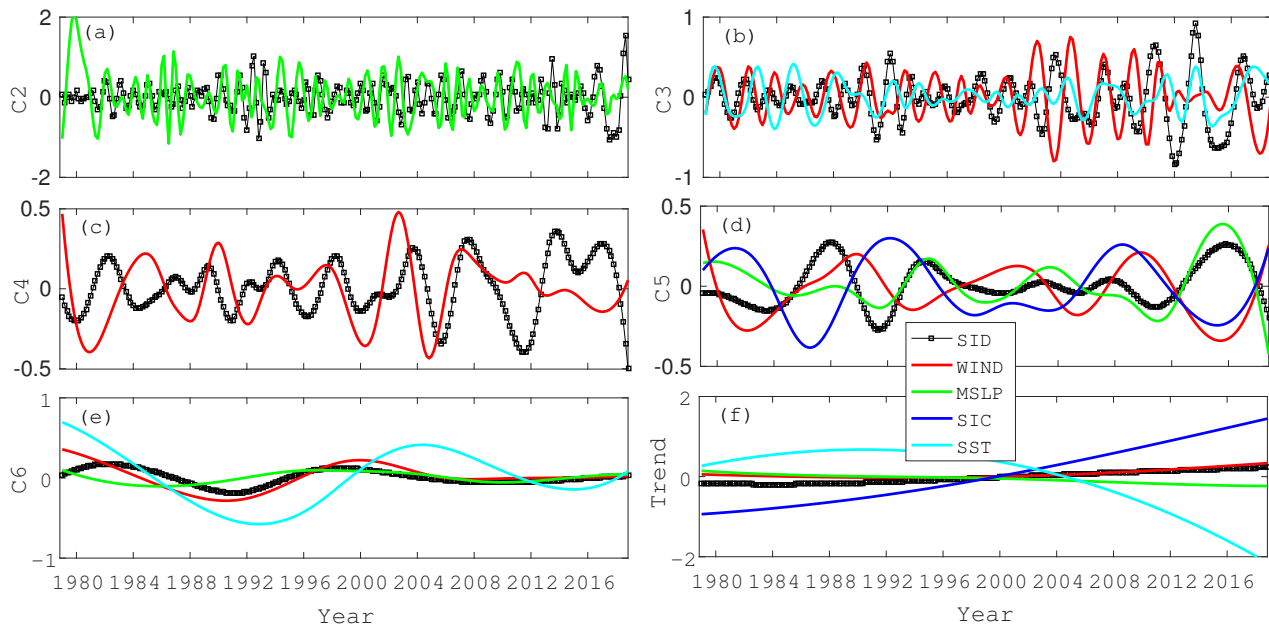 (a)
2
0
2
C2
(b)
1
0
-1
C3
(c)
0.5
0
-0.5
C4
(d)
0.5
0
-0.5
C5
SID
WIND
MSLP
SIC
SST
(e)
1
0
-1
C6
1980 1984 1988 1992 1996 2000 2004 2008 2012 2016
Year
(f)
2
0
-2
Trend
1980 1984 1988 1992 1996 2000 2004 2008 2012 2016
Year